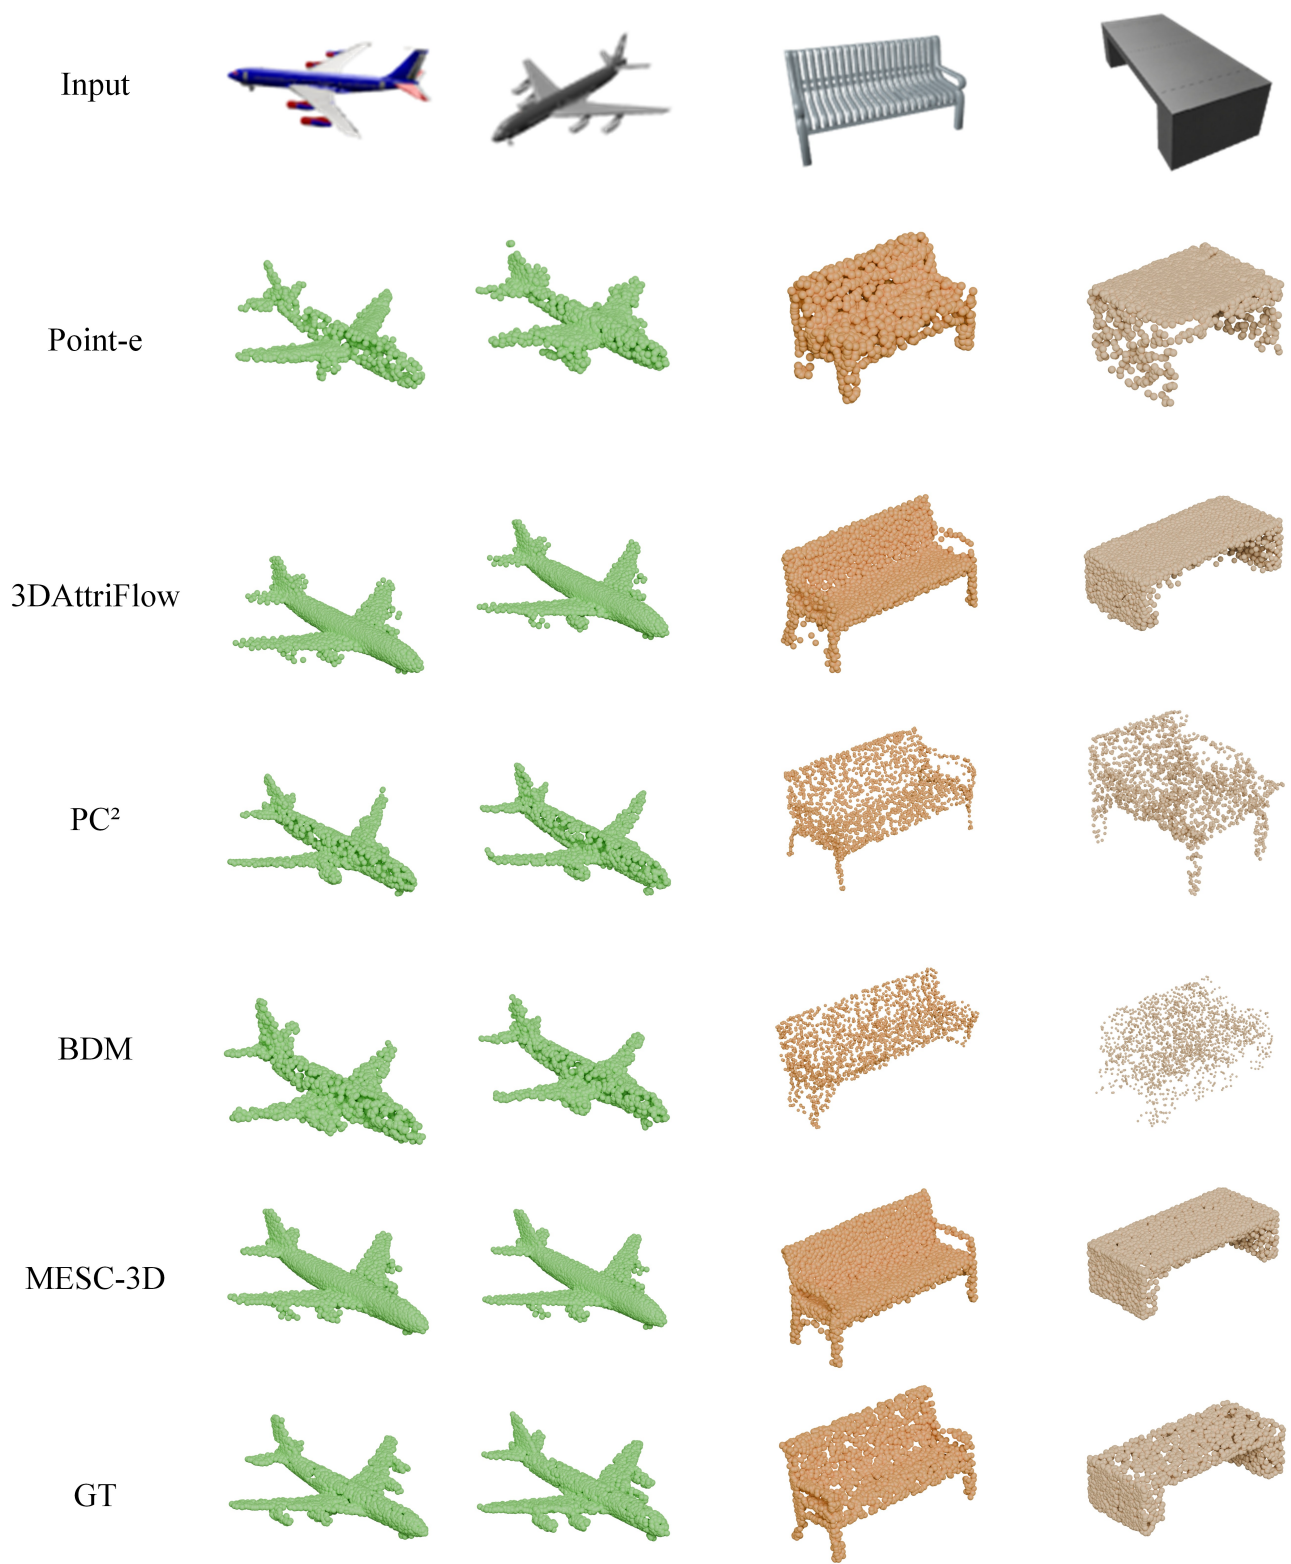 Input
Point-e
3DAttriFlow
PC²
BDM
MESC-3D
GT